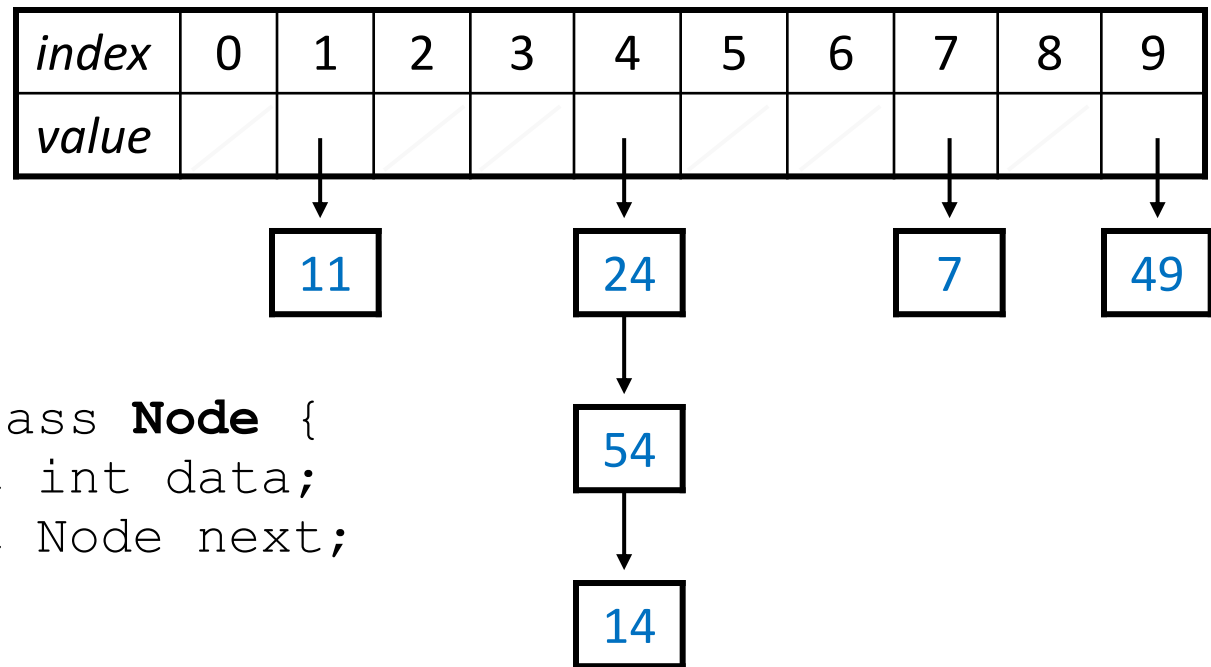 index 0 1 2 3 4 5 6 7 8 9
value
11 24 7 49
ass Node {
54
int data;
Node next;
14